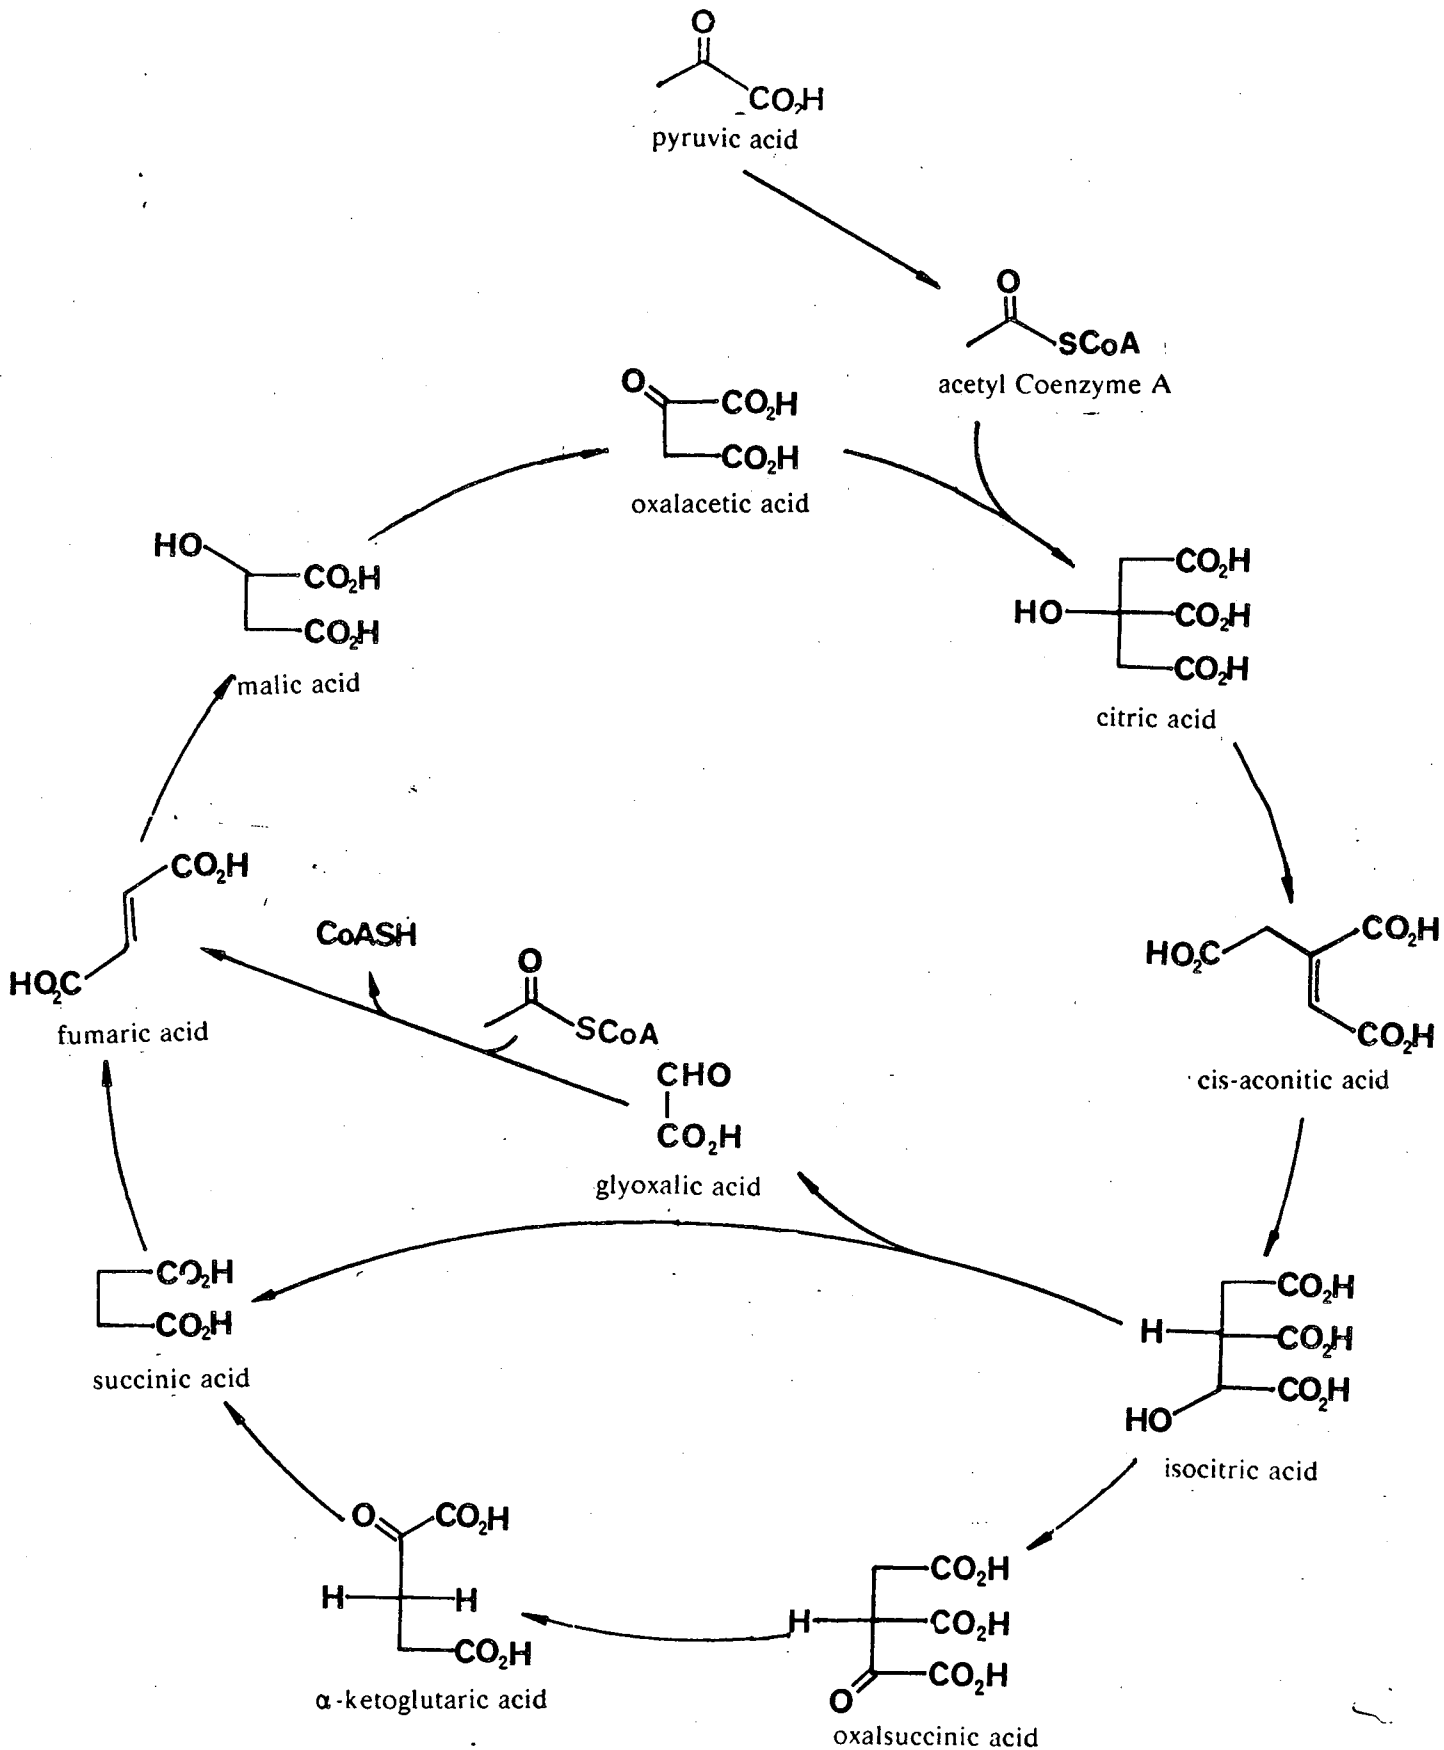 O
CO₂H
pyruvic acid
O
SCoA
acetyl Coenzyme A
O
CO₂H
CO₂H
oxalacetic acid
HO
CO₂H
CO₂H
malic acid
CO₂H
HO
CO₂H
CO₂H
citric acid
CO₂H
HO₂C
fumaric acid
CoASH
O
SCoA
CHO
CO₂H
glyoxalic acid
HO₂C
CO₂H
CO₂H
cis-aconitic acid
CO₂H
CO₂H
succinic acid
CO₂H
H
CO₂H
CO₂H
HO
isocitric acid
O
CO₂H
H
H
CO₂H
α-ketoglutaric acid
CO₂H
H
CO₂H
CO₂H
O
oxalsuccinic acid